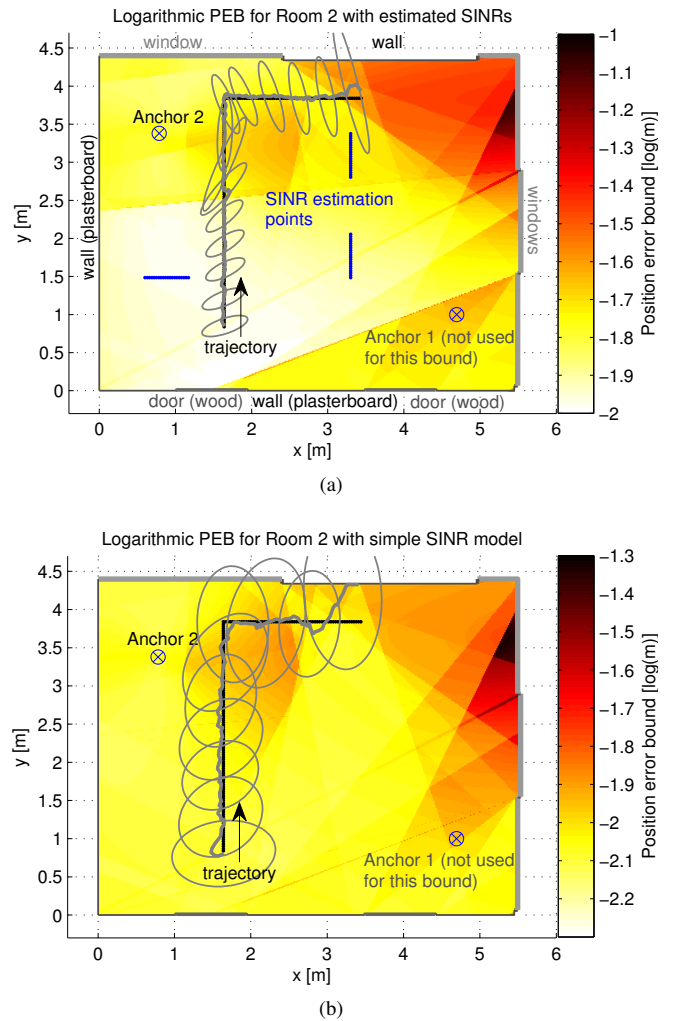 Logarithmic PEB for Room 2 with estimated SINRs
window
wall
4.5
4
3.5
3
2.5
2
1.5
1
0.5
0
y [m]
wall (plasterboard)
Anchor 2
SINR estimation
points
windows
trajectory
Anchor 1 (not used
for this bound)
door (wood)
wall (plasterboard)
door (wood)
0
1
2
3
4
5
6
x [m]
-1
-1.1
-1.2
-1.3
-1.4
-1.5
-1.6
-1.7
-1.8
-1.9
-2
Position error bound [log(m)]
(a)
Logarithmic PEB for Room 2 with simple SINR model
4.5
4
3.5
3
2.5
2
1.5
1
0.5
0
y [m]
Anchor 2
trajectory
Anchor 1 (not used
for this bound)
0
1
2
3
4
5
6
x [m]
-1.3
-1.4
-1.5
-1.6
-1.7
-1.8
-1.9
-2
-2.1
-2.2
Position error bound [log(m)]
(b)